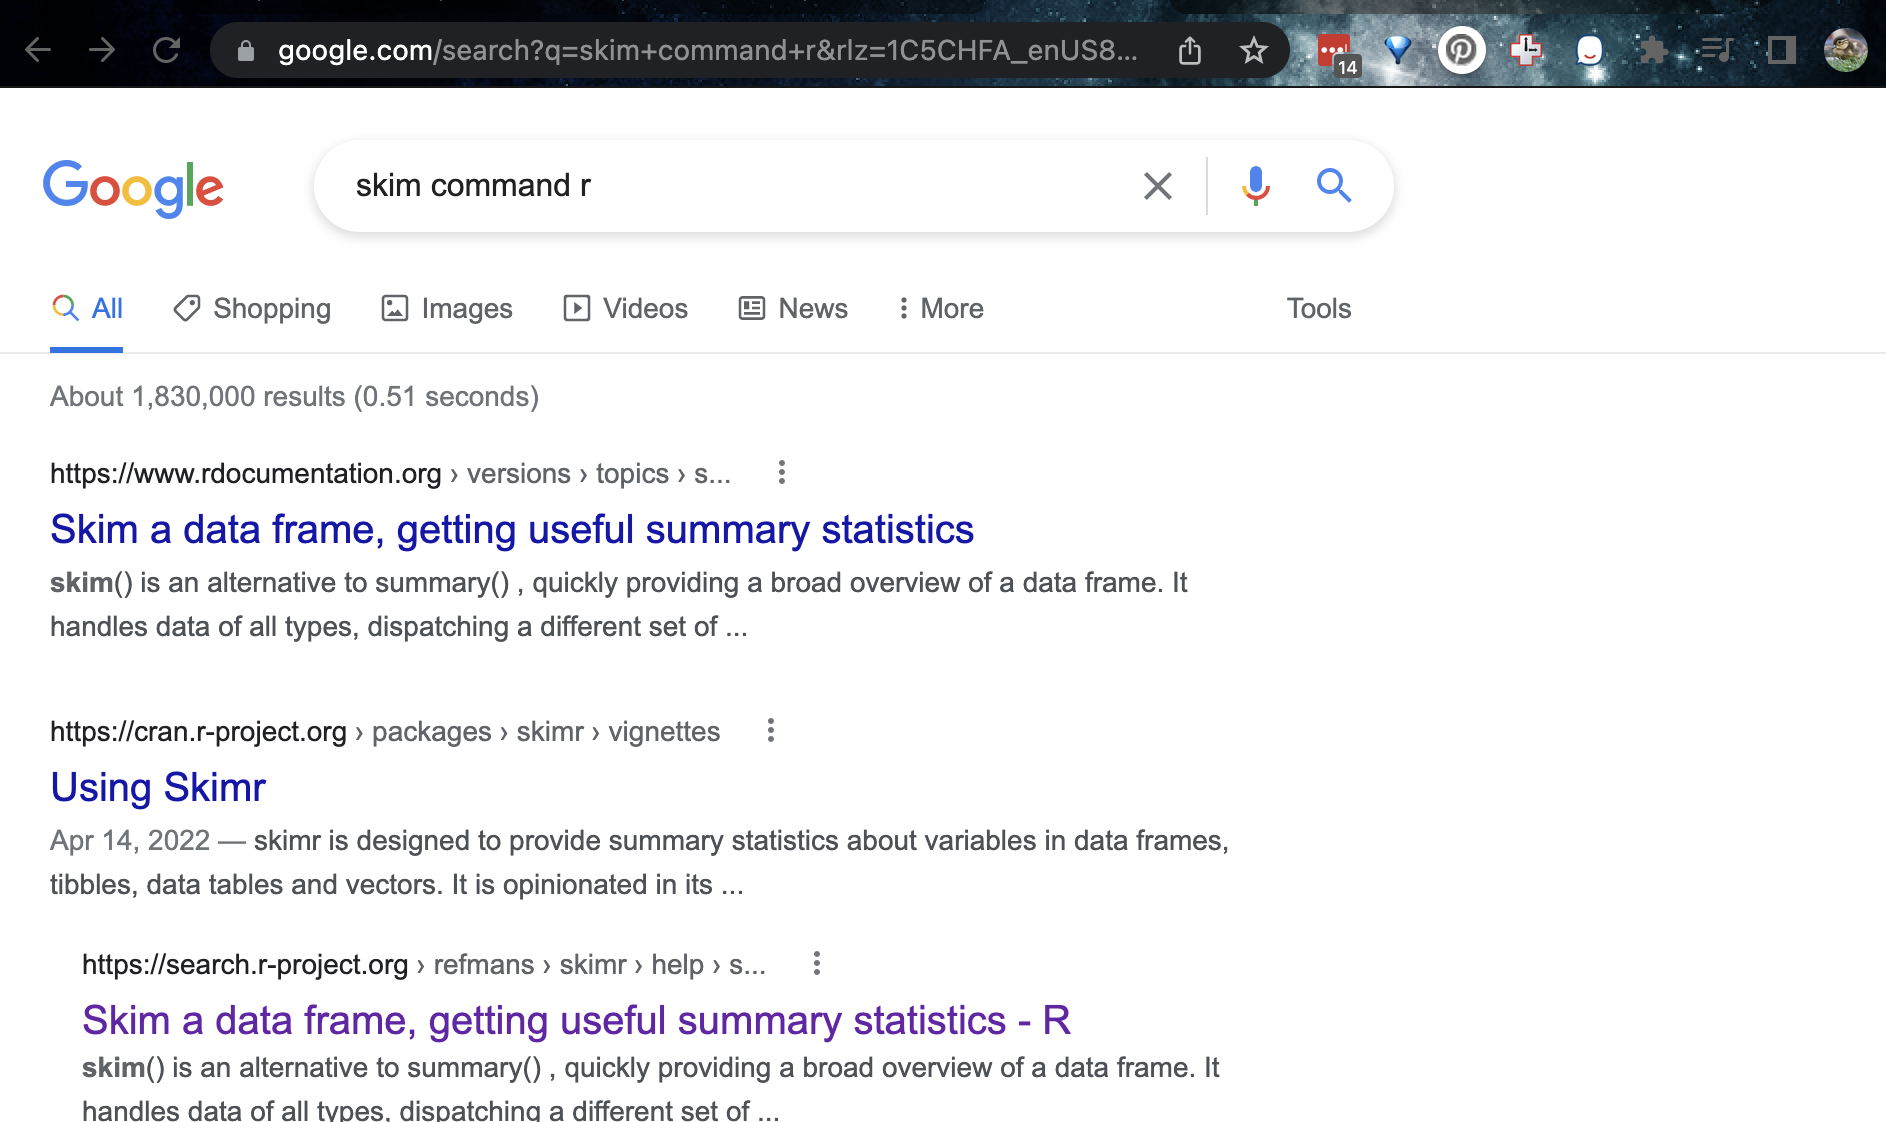 google.com/search?q=skim+command+r&rlz=1C5CHFA_enUS8...
14
Google
skim command r
All
Shopping
Images
Videos
News
More
Tools
About 1,830,000 results (0.51 seconds)
https://www.rdocumentation.org › versions › topics › s...
Skim a data frame, getting useful summary statistics
skim() is an alternative to summary() , quickly providing a broad overview of a data frame. It
handles data of all types, dispatching a different set of ...
https://cran.r-project.org › packages › skimr › vignettes
Using Skimr
Apr 14, 2022 — skimr is designed to provide summary statistics about variables in data frames,
tibbles, data tables and vectors. It is opinionated in its ...
https://search.r-project.org › refmans › skimr › help › s...
Skim a data frame, getting useful summary statistics - R
skim() is an alternative to summary() , quickly providing a broad overview of a data frame. It
handles data of all types, dispatching a different set of ...